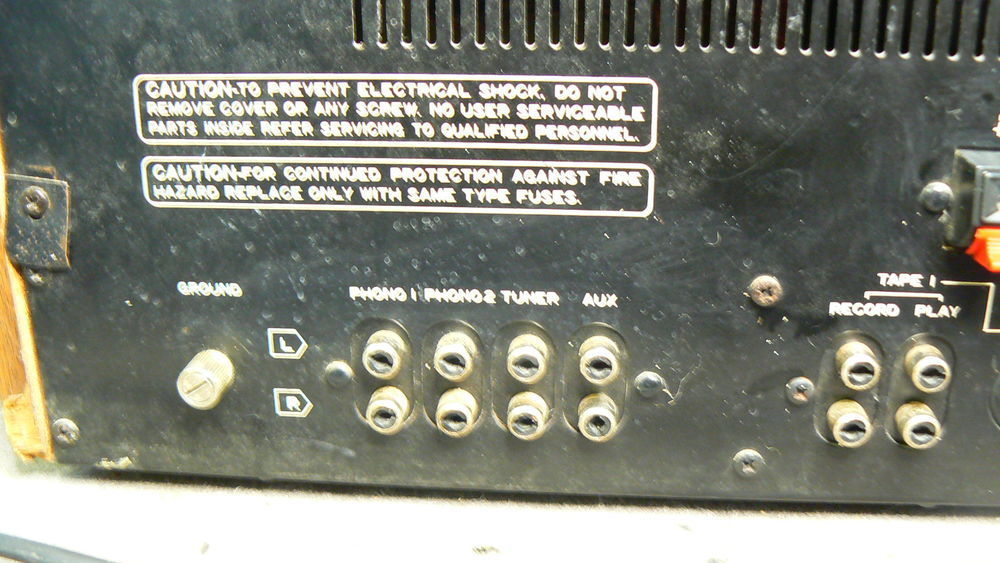 CAUTION-TO PREVENT ELECTRICAL SHOCK, DO NOT
REMOVE COVER OR ANY SCREW. NO USER SERVICEABLE
PARTS INSIDE REFER SERVICING TO QUALIFIED PERSONNEL.
CAUTION-FOR CONTINUED PROTECTION AGAINST FIRE
HAZARD REPLACE ONLY WITH SAME TYPE FUSES.
GROUND
PHONO 1 PHONO 2 TUNER AUX
L
R
TAPE 1
RECORD PLAY